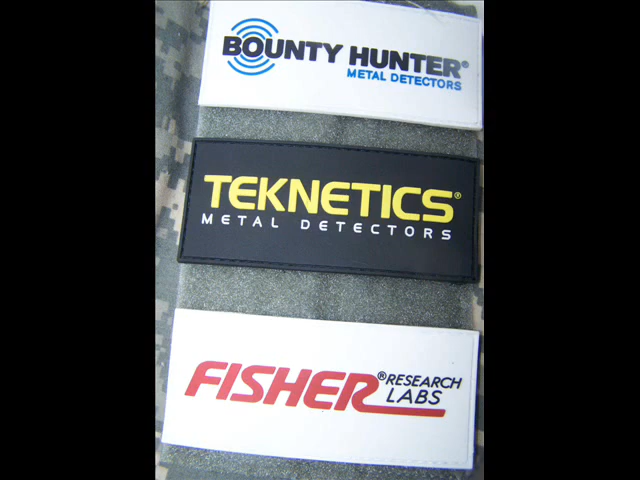 BOUNTY HUNTER®
METAL DETECTORS
TEKNETICS®
METAL DETECTORS
FISHER® RESEARCH
LABS